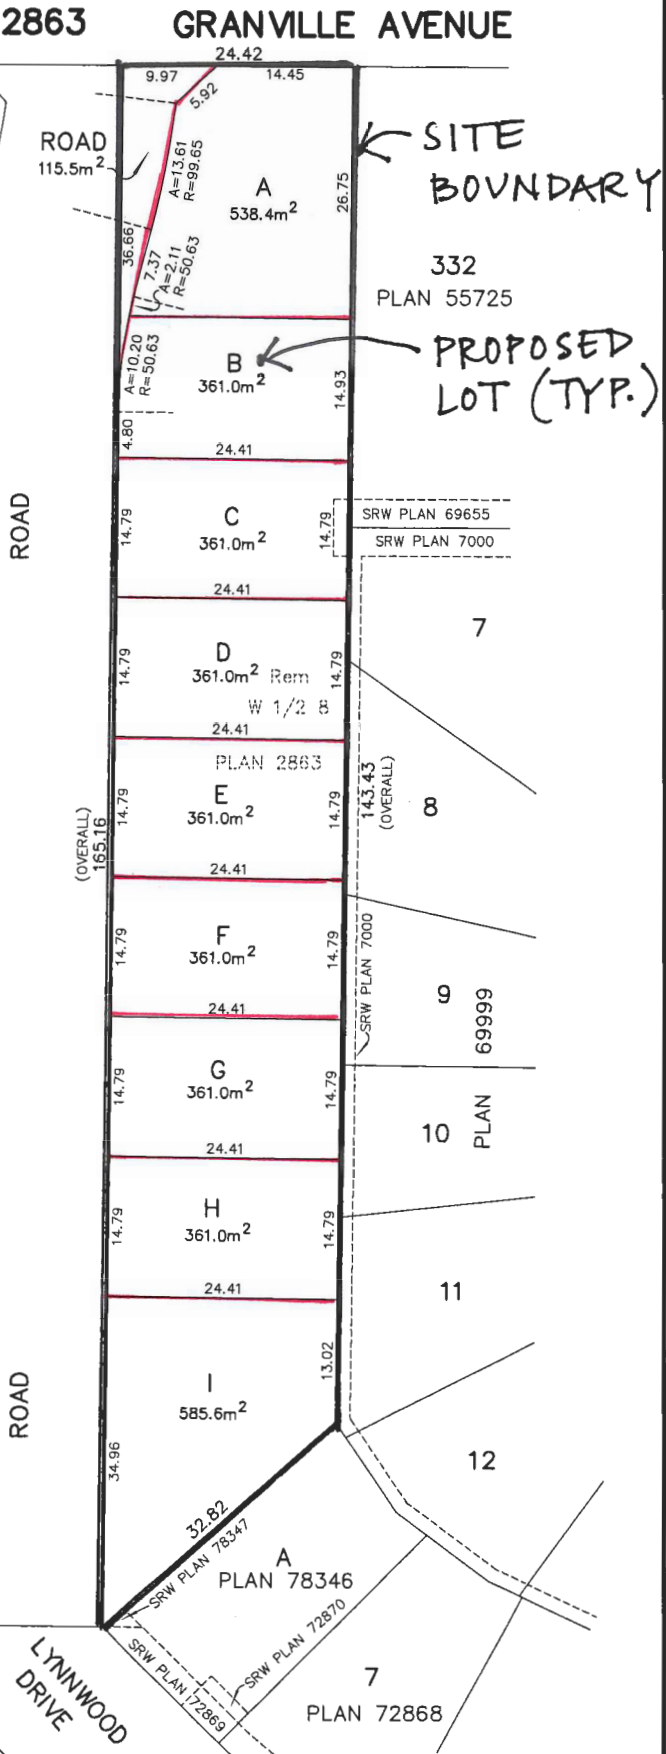 2863 GRANVILLE AVENUE
24.42
9.97 14.45
5.92
ROAD
115.5m²
A=13.61
R=99.65
A
538.4m²
26.75
SITE
BOUNDARY
36.66
7.37
A=2.11
R=50.63
332
PLAN 55725
A=10.20
R=50.63
B
361.0m²
14.93
PROPOSED
LOT (TYP.)
4.80
24.41
ROAD
14.79
C
361.0m²
14.79
SRW PLAN 69655
SRW PLAN 7000
24.41
7
14.79
D
361.0m² Rem
W 1/2 8
14.79
24.41
PLAN 2863
(OVERALL)
165.16
14.79
E
361.0m²
14.79
143.43
(OVERALL)
8
24.41
14.79
F
361.0m²
14.79
SRW PLAN 7000
9
PLAN 69999
24.41
14.79
G
361.0m²
14.79
10
24.41
14.79
H
361.0m²
14.79
24.41
11
ROAD
I
585.6m²
13.02
34.96
12
32.82
SRW PLAN 78347
A
PLAN 78346
SRW PLAN 72870
SRW PLAN 72869
LYNNWOOD
DRIVE
7
PLAN 72868